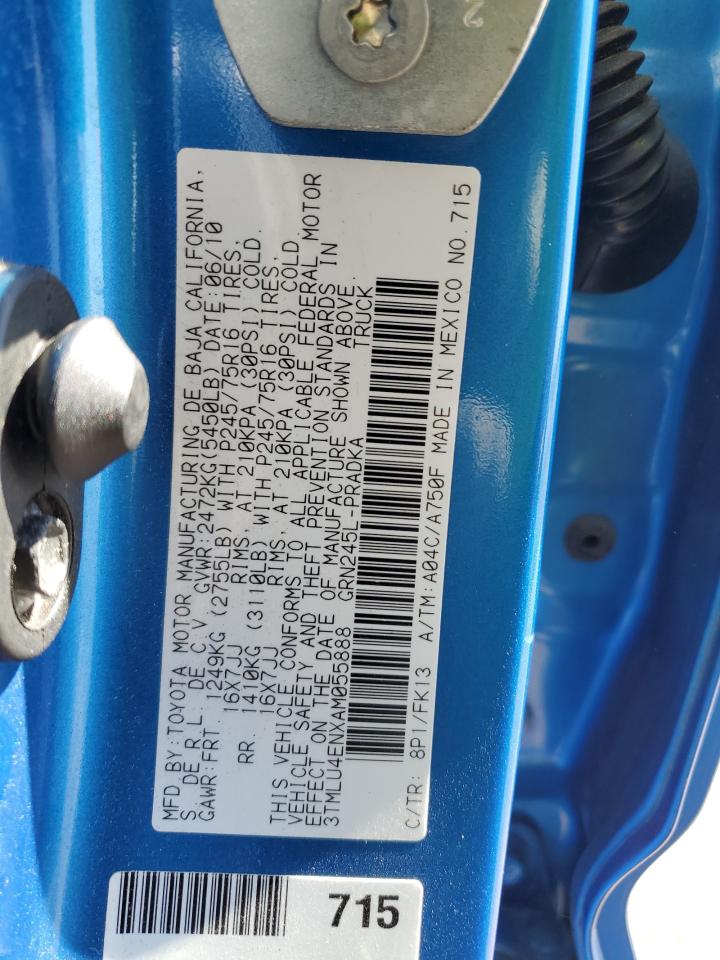 2
MFD BY:TOYOTA MOTOR MANUFACTURING DE BAJA CALIFORNIA,
S. DE R.L. DE C.V. GVWR:2472KG(5450LB) DATE:06/10
GAWR:FRT 1249KG (2755LB) WITH P245/75R16 TIRES,
16X7JJ RIMS, AT 210KPA (30PSI) COLD.
RR 1410KG (3110LB) WITH P245/75R16 TIRES,
16X7JJ RIMS, AT 210KPA (30PSI) COLD.
THIS VEHICLE CONFORMS TO ALL APPLICABLE FEDERAL MOTOR
VEHICLE SAFETY AND THEFT PREVENTION STANDARDS IN
EFFECT ON THE DATE OF MANUFACTURE SHOWN ABOVE.
3TMLU4ENXAM055888 GRN245L-PRADKA TRUCK
C/TR: 8P1/FK13 A/TM:A04C/A750F MADE IN MEXICO NO.715
715